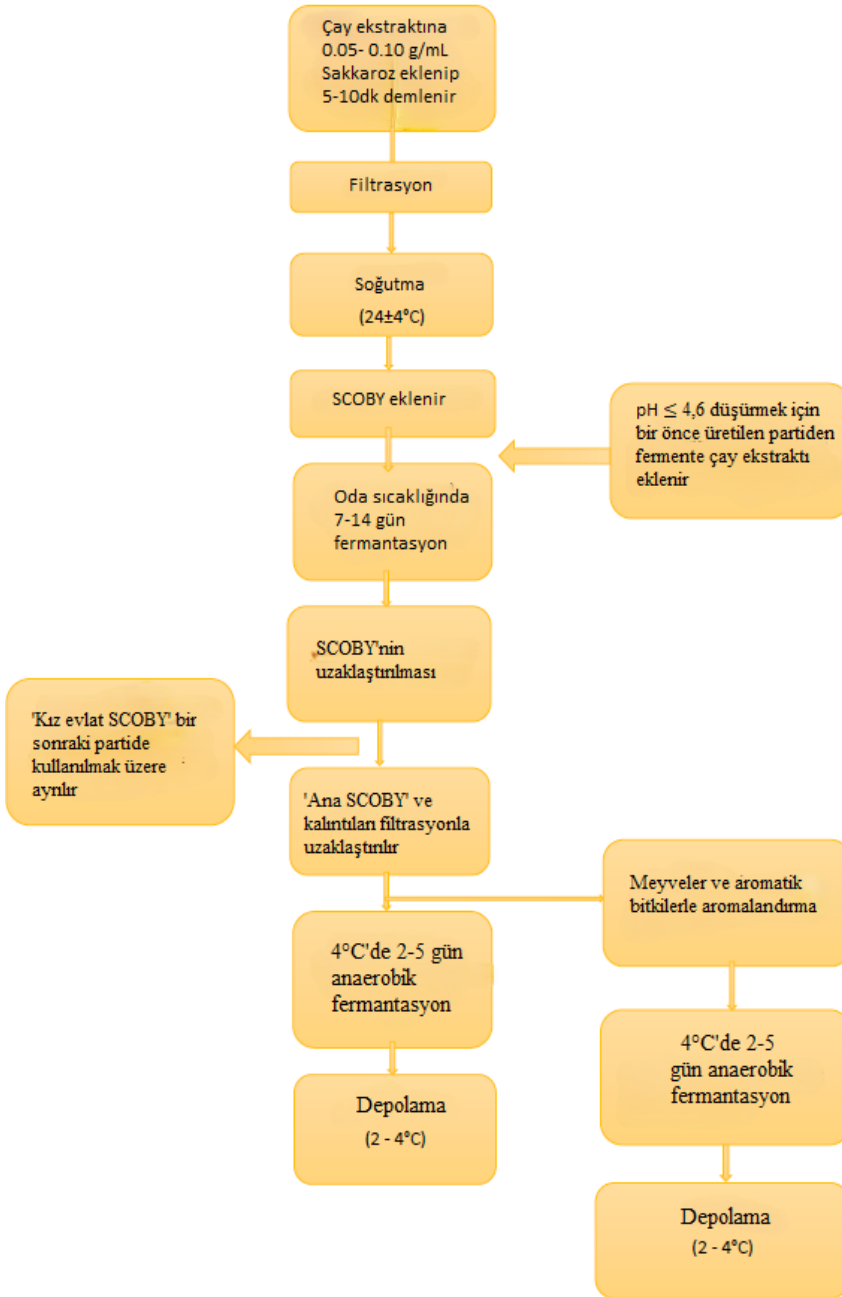 Çay ekstraktına
0.05- 0.10 g/mL
Sakkaroz eklenip
5-10dk demlenir
Filtrasyon
Soğutma
(24±4°C)
SCOBY eklenir
pH ≤ 4,6 düşürmek için
bir önce üretilen partiden
fermente çay ekstraktı
eklenir
Oda sıcaklığında
7-14 gün
fermantasyon
SCOBY'nin
uzaklaştırılması
'Kız evlat SCOBY' bir
sonraki partide
kullanılmak üzere
ayrılır
'Ana SCOBY' ve
kalıntıları filtrasyonla
uzaklaştırılır
Meyveler ve aromatik
bitkilerle aromalandırma
4°C'de 2-5 gün
anaerobik
fermantasyon
Depolama
(2 - 4°C)
4°C'de 2-5
gün anaerobik
fermantasyon
Depolama
(2 - 4°C)